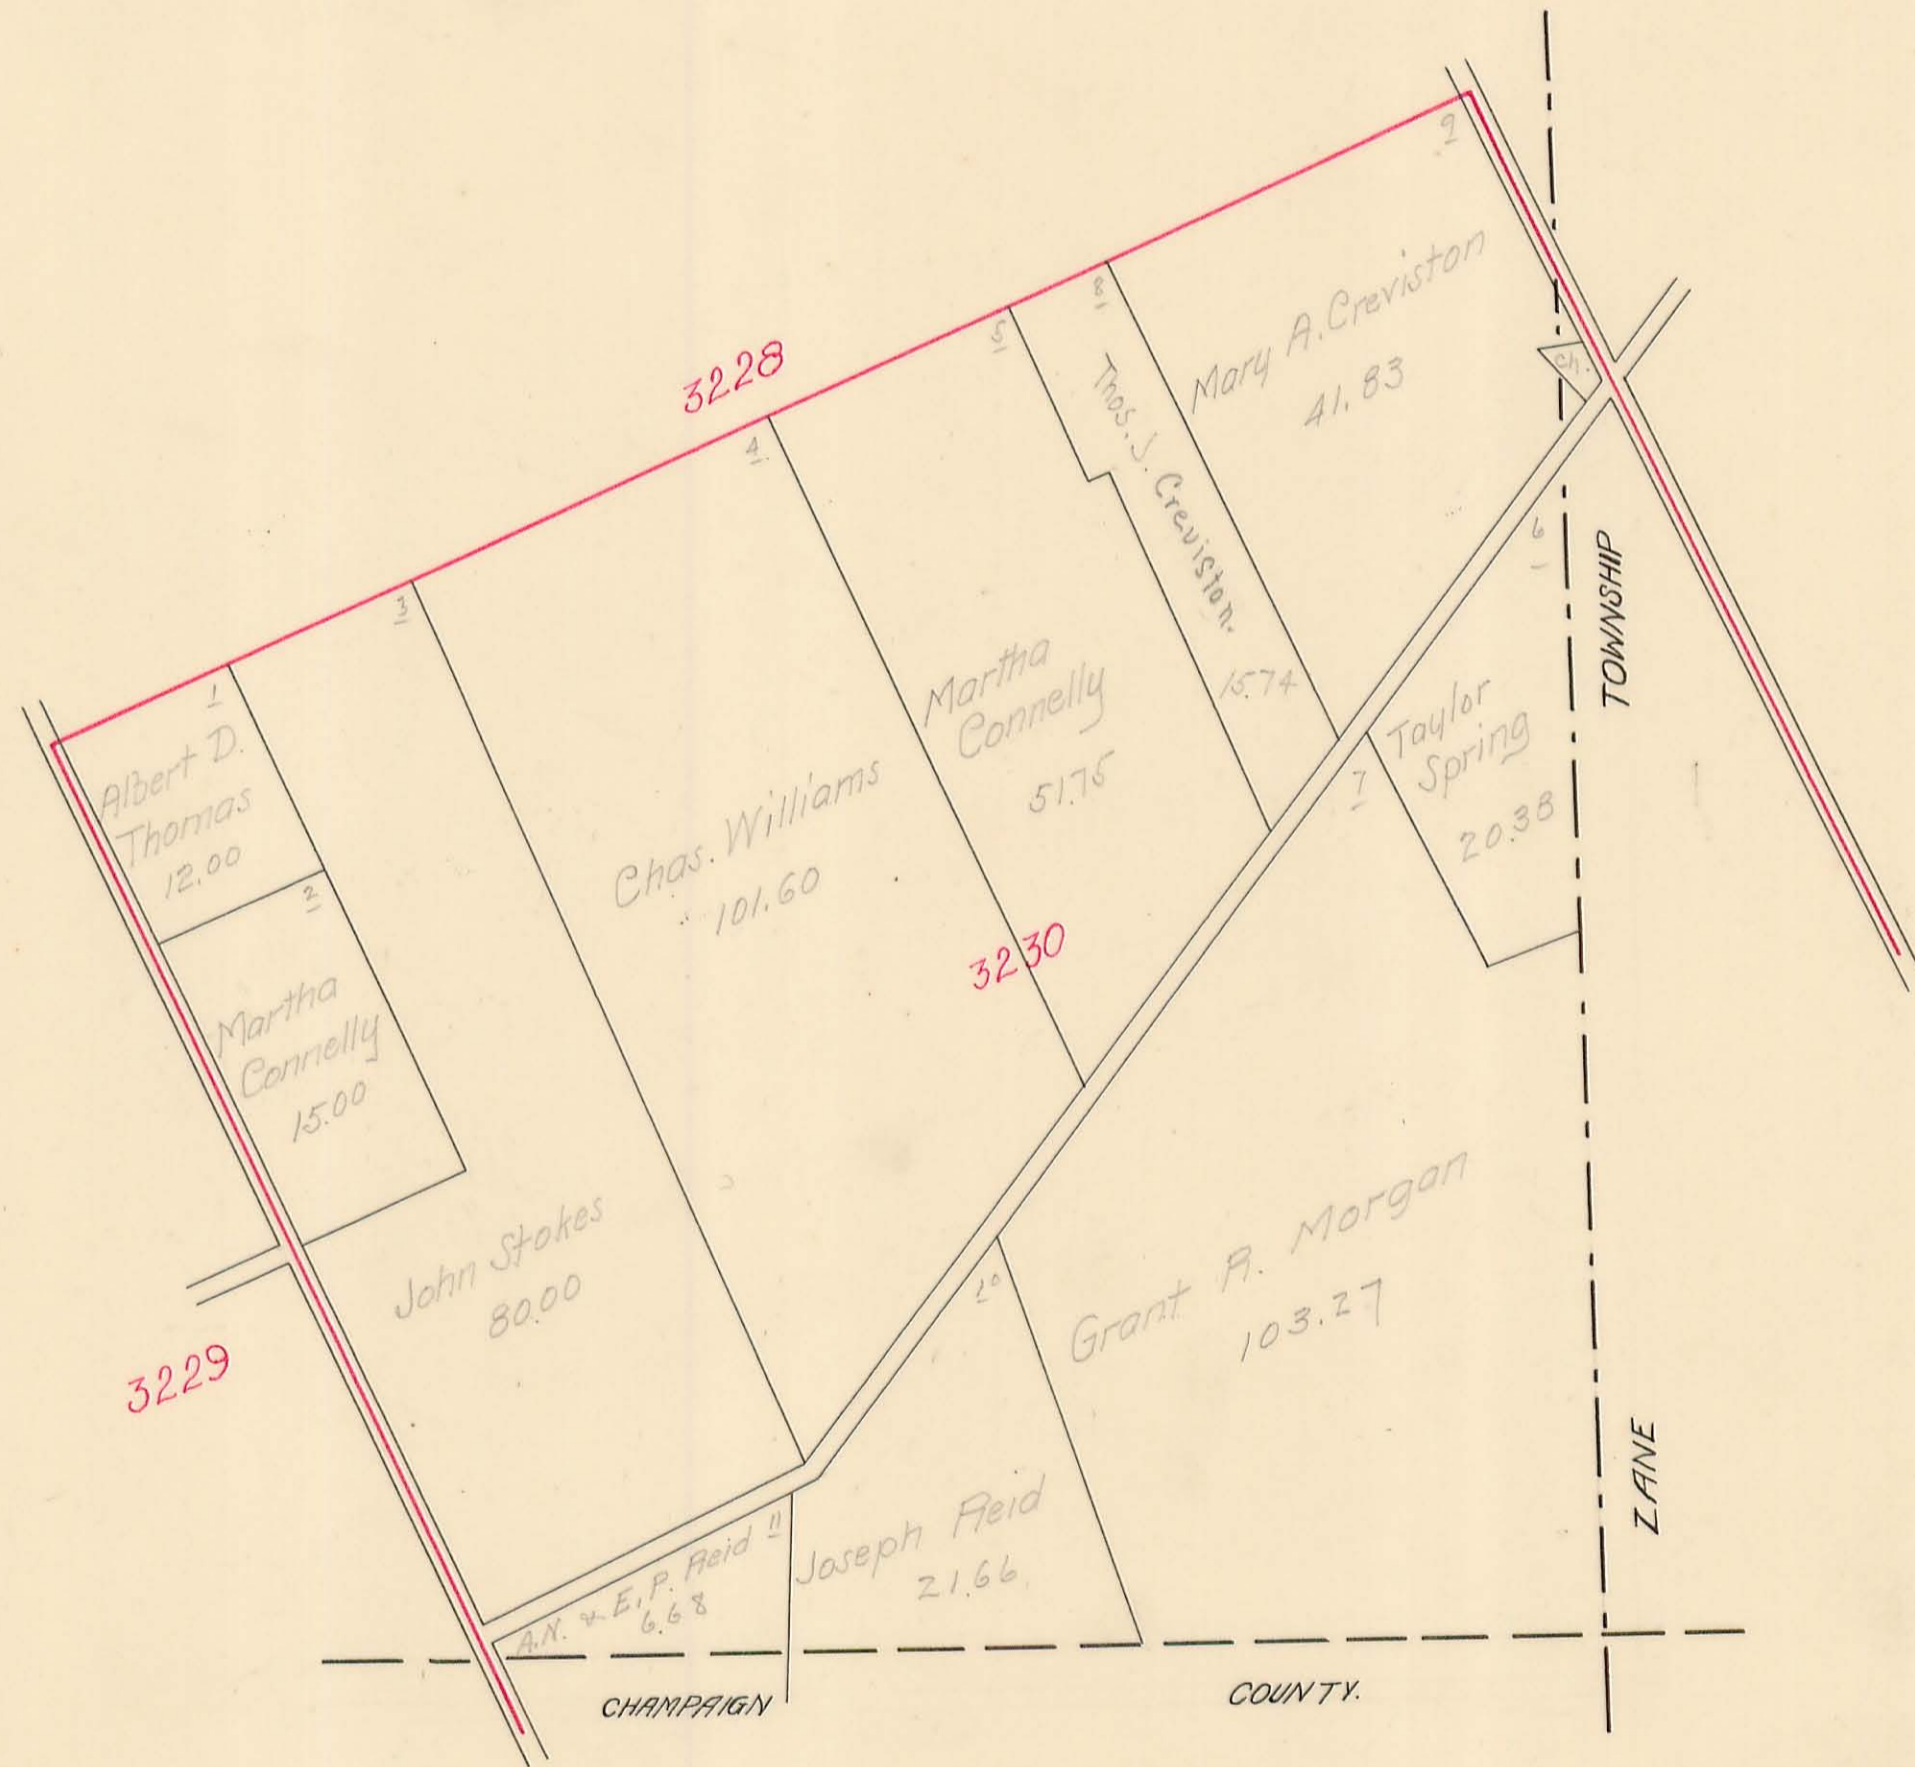 9
8
Mary A. Creviston
41.83
5
Thos. J. Creviston.
15.74
3228
Ch.
4
6
TOWNSHIP
3
1
Albert D.
Thomas
12.00
Martha
Connelly
51.75
Taylor
Spring
20.38
7
Chas. Williams
101.60
2
3230
Martha
Connelly
15.00
John Stokes
80.00
10
Grant R. Morgan
103.27
3229
ZANE
11
A.N. & E.P. Reid
6.68
Joseph Reid
21.66
CHAMPAIGN
COUNTY.